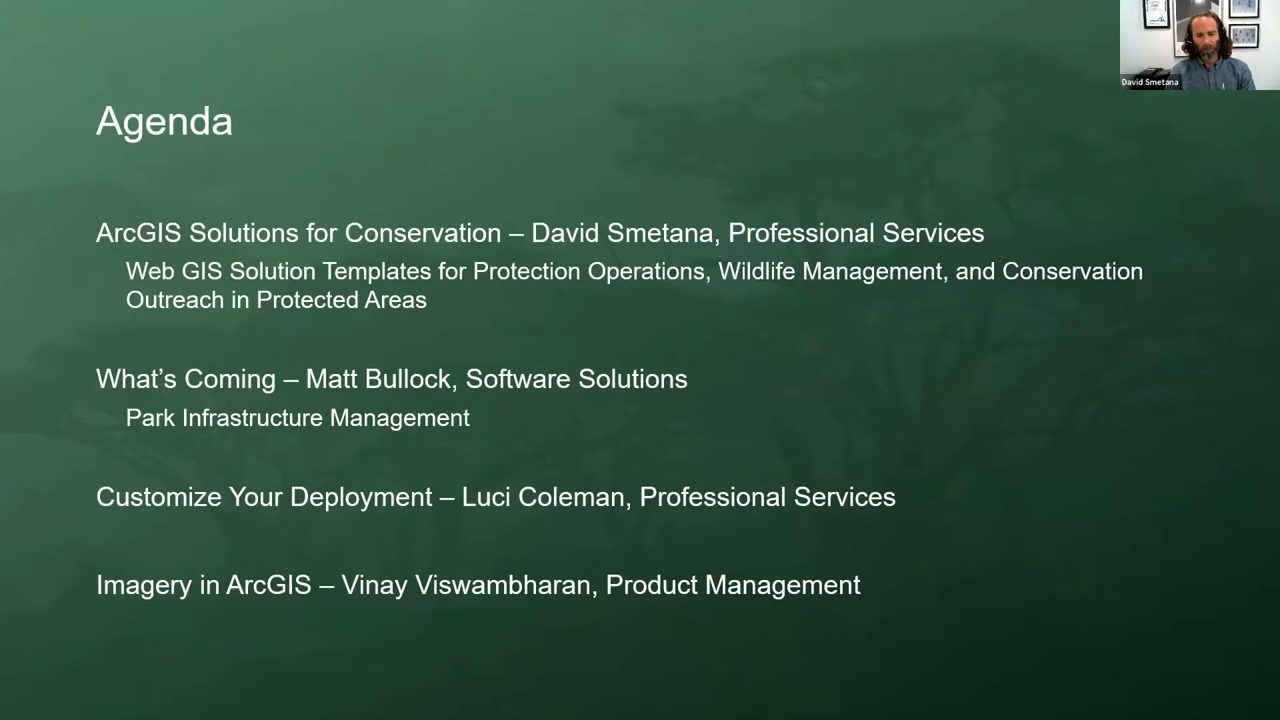 David Smetana
Agenda
ArcGIS Solutions for Conservation – David Smetana, Professional Services
Web GIS Solution Templates for Protection Operations, Wildlife Management, and Conservation
Outreach in Protected Areas
What’s Coming – Matt Bullock, Software Solutions
Park Infrastructure Management
Customize Your Deployment – Luci Coleman, Professional Services
Imagery in ArcGIS – Vinay Viswambharan, Product Management